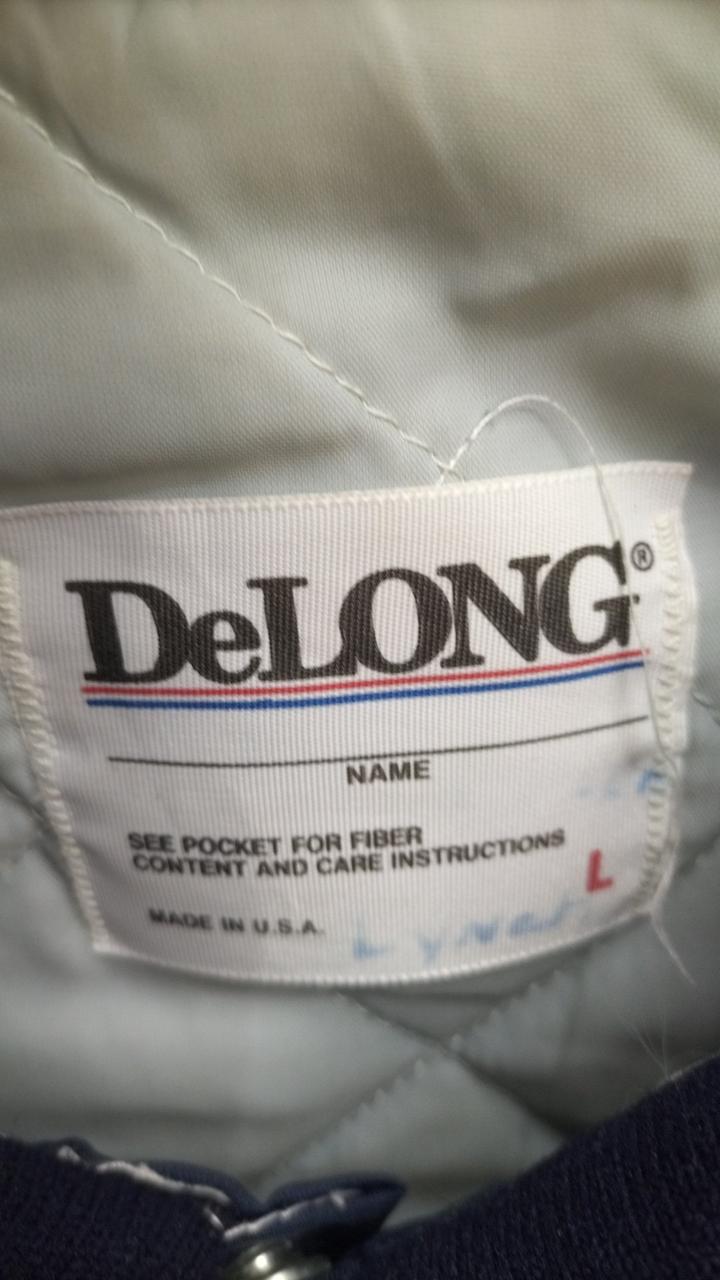 DeLONG®
NAME
SEE POCKET FOR FIBER
CONTENT AND CARE INSTRUCTIONS
L
MADE IN U.S.A.